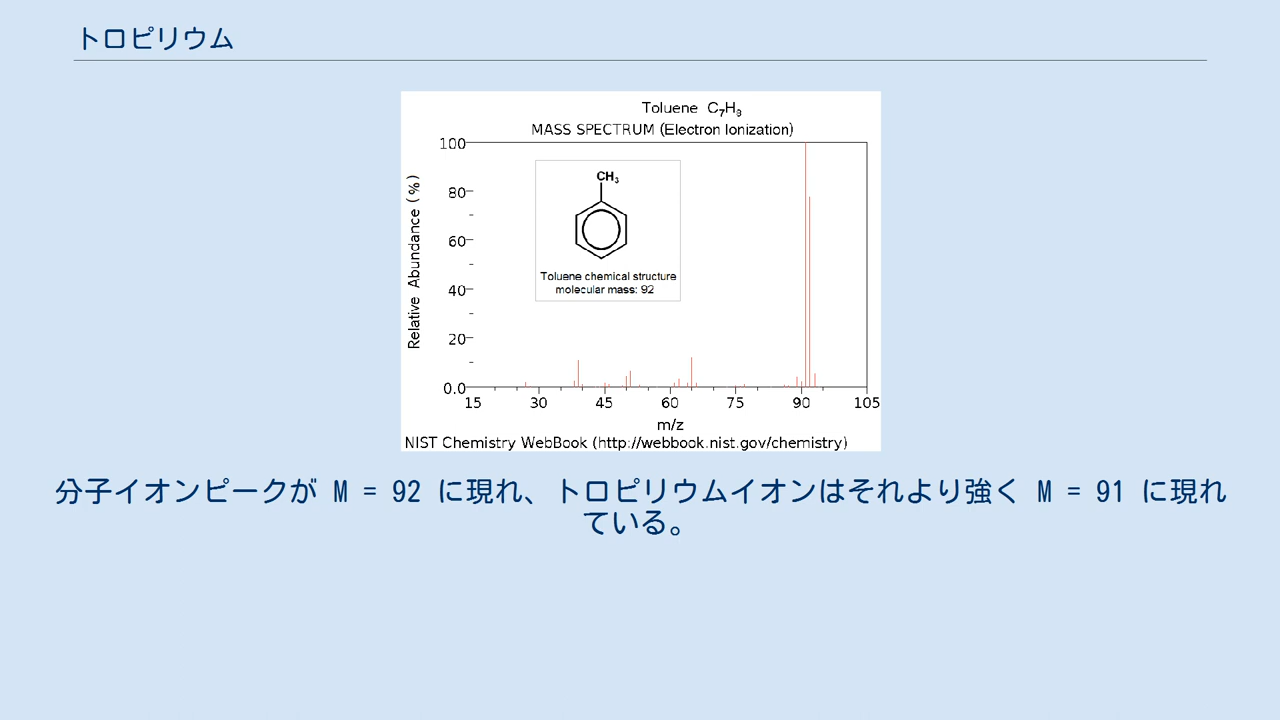 トロピリウム
Toluene C₇H₈
MASS SPECTRUM (Electron Ionization)
100
80
60
40
20
0.0
Relative Abundance (%)
CH₃
Toluene chemical structure
molecular mass: 92
15 30 45 60 75 90 105
m/z
NIST Chemistry WebBook (http://webbook.nist.gov/chemistry)
分子イオンピークが M = 92 に現れ、トロピリウムイオンはそれより強く M = 91 に現れ
ている。